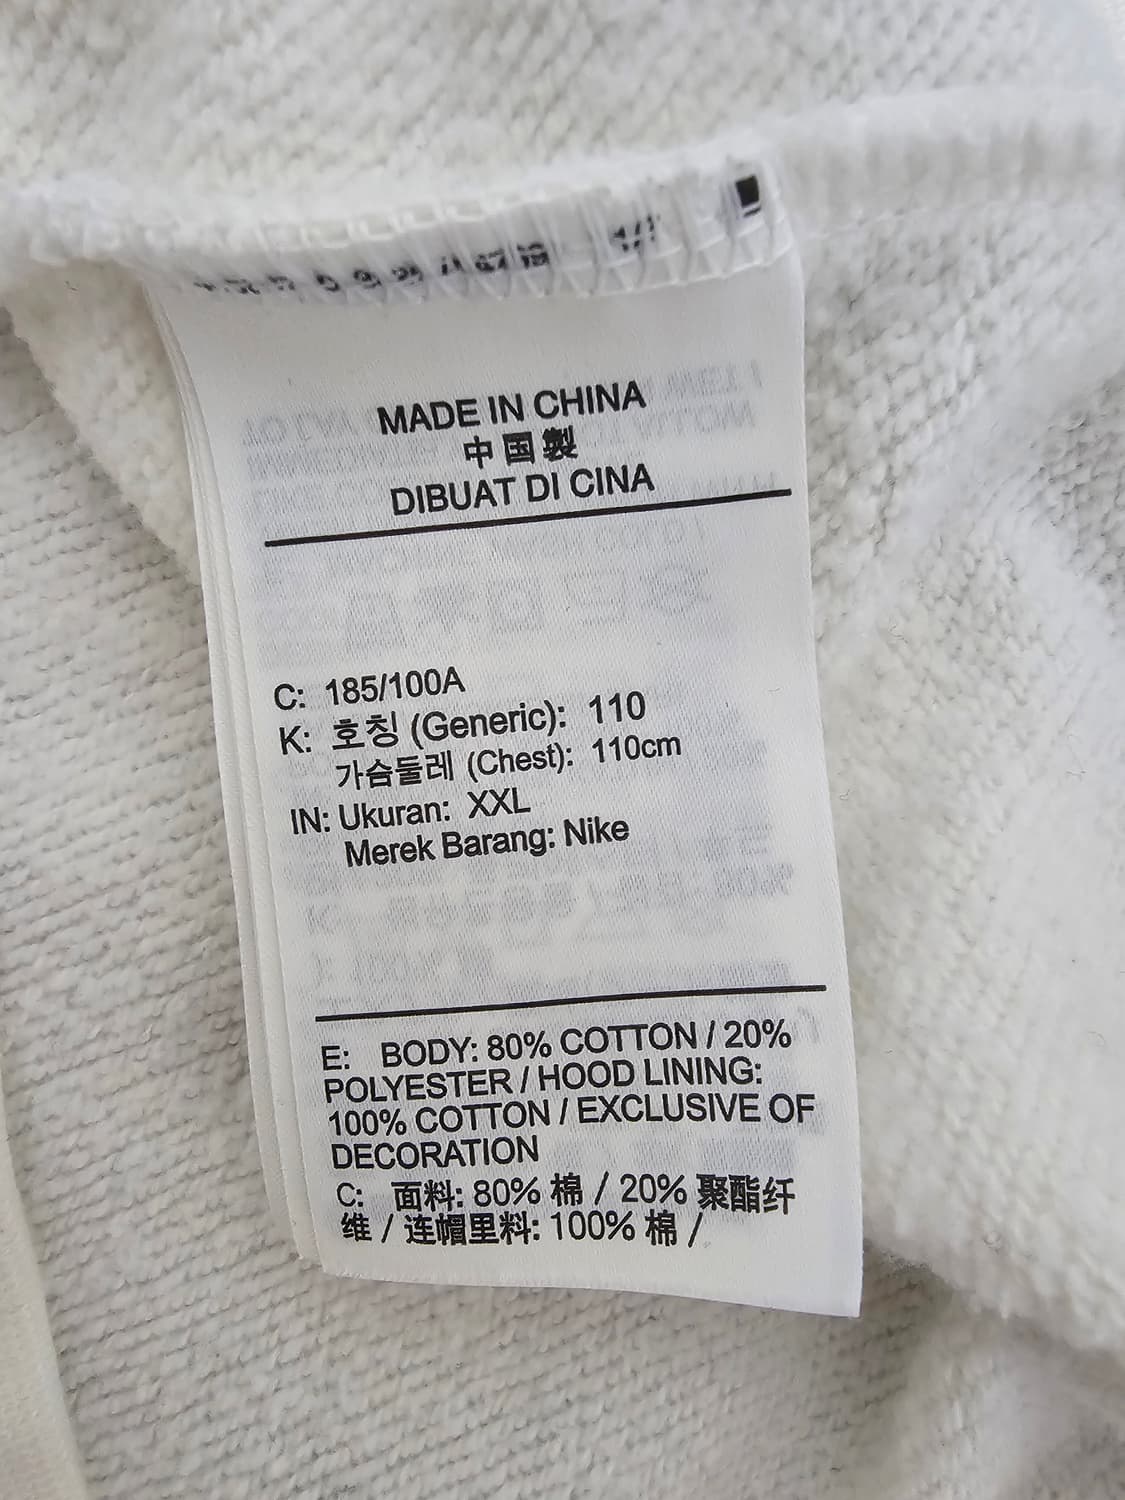 MADE IN CHINA
中国製
DIBUAT DI CINA
C: 185/100A
K: 호칭 (Generic): 110
가슴둘레 (Chest): 110cm
IN: Ukuran: XXL
Merek Barang: Nike
E: BODY: 80% COTTON / 20%
POLYESTER / HOOD LINING:
100% COTTON / EXCLUSIVE OF
DECORATION
C: 面料: 80% 棉 / 20% 聚酯纤
维 / 连帽里料: 100% 棉 /